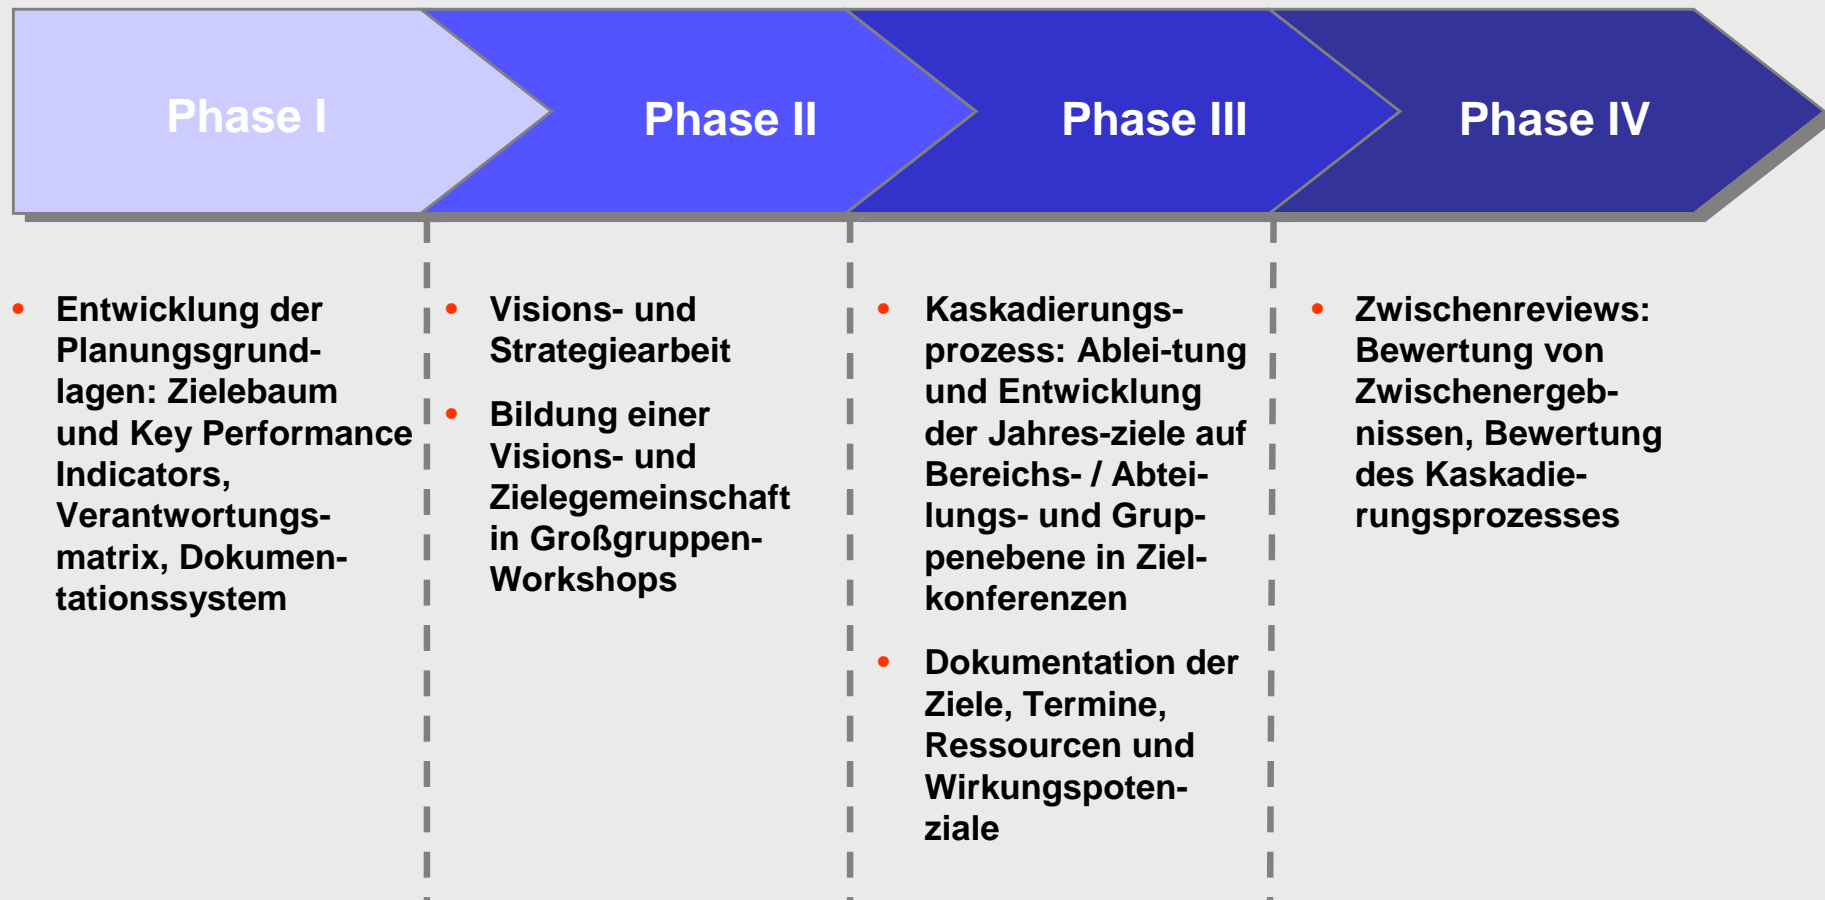 Phase I
Phase II
Phase III
Phase IV
• Entwicklung der
Planungsgrund-
lagen: Zielebaum
und Key Performance
Indicators,
Verantwortungs-
matrix, Dokumen-
tationssystem
• Visions- und
Strategiearbeit
• Bildung einer
Visions- und
Zielegemeinschaft
in Großgruppen-
Workshops
• Kaskadierungs-
prozess: Ablei-tung
und Entwicklung
der Jahres-ziele auf
Bereichs- / Abtei-
lungs- und Grup-
penebene in Ziel-
konferenzen
• Dokumentation der
Ziele, Termine,
Ressourcen und
Wirkungspoten-
ziale
• Zwischenreviews:
Bewertung von
Zwischenergeb-
nissen, Bewertung
des Kaskadie-
rungsprozesses